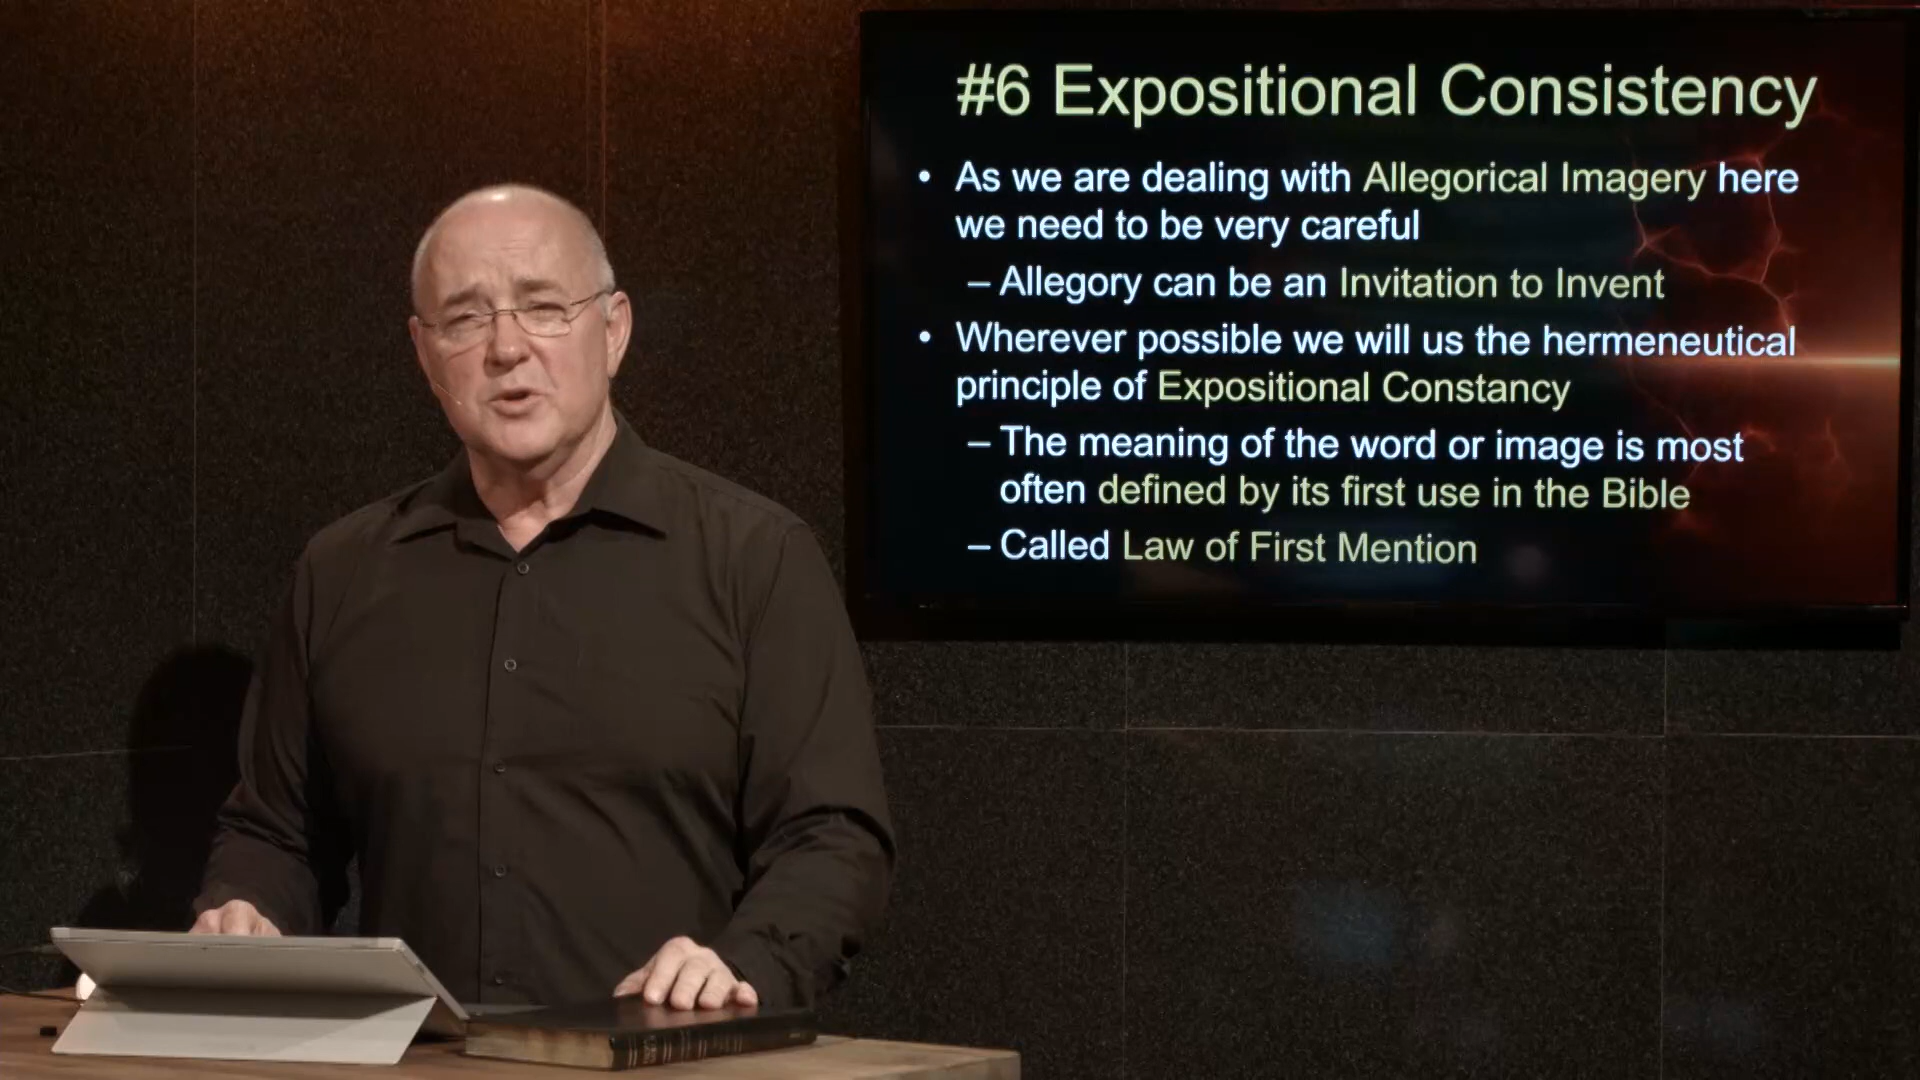 #6 Expositional Consistency
• As we are dealing with Allegorical Imagery here
we need to be very careful
– Allegory can be an Invitation to Invent
• Wherever possible we will us the hermeneutical
principle of Expositional Constancy
– The meaning of the word or image is most
often defined by its first use in the Bible
– Called Law of First Mention